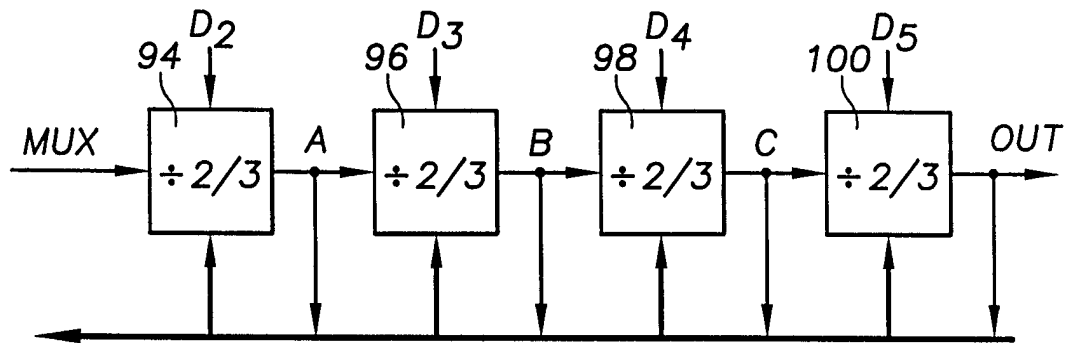 D2 D3 D4 D5
94 96 98 100
MUX A B C OUT
÷ 2/3 ÷ 2/3 ÷ 2/3 ÷ 2/3